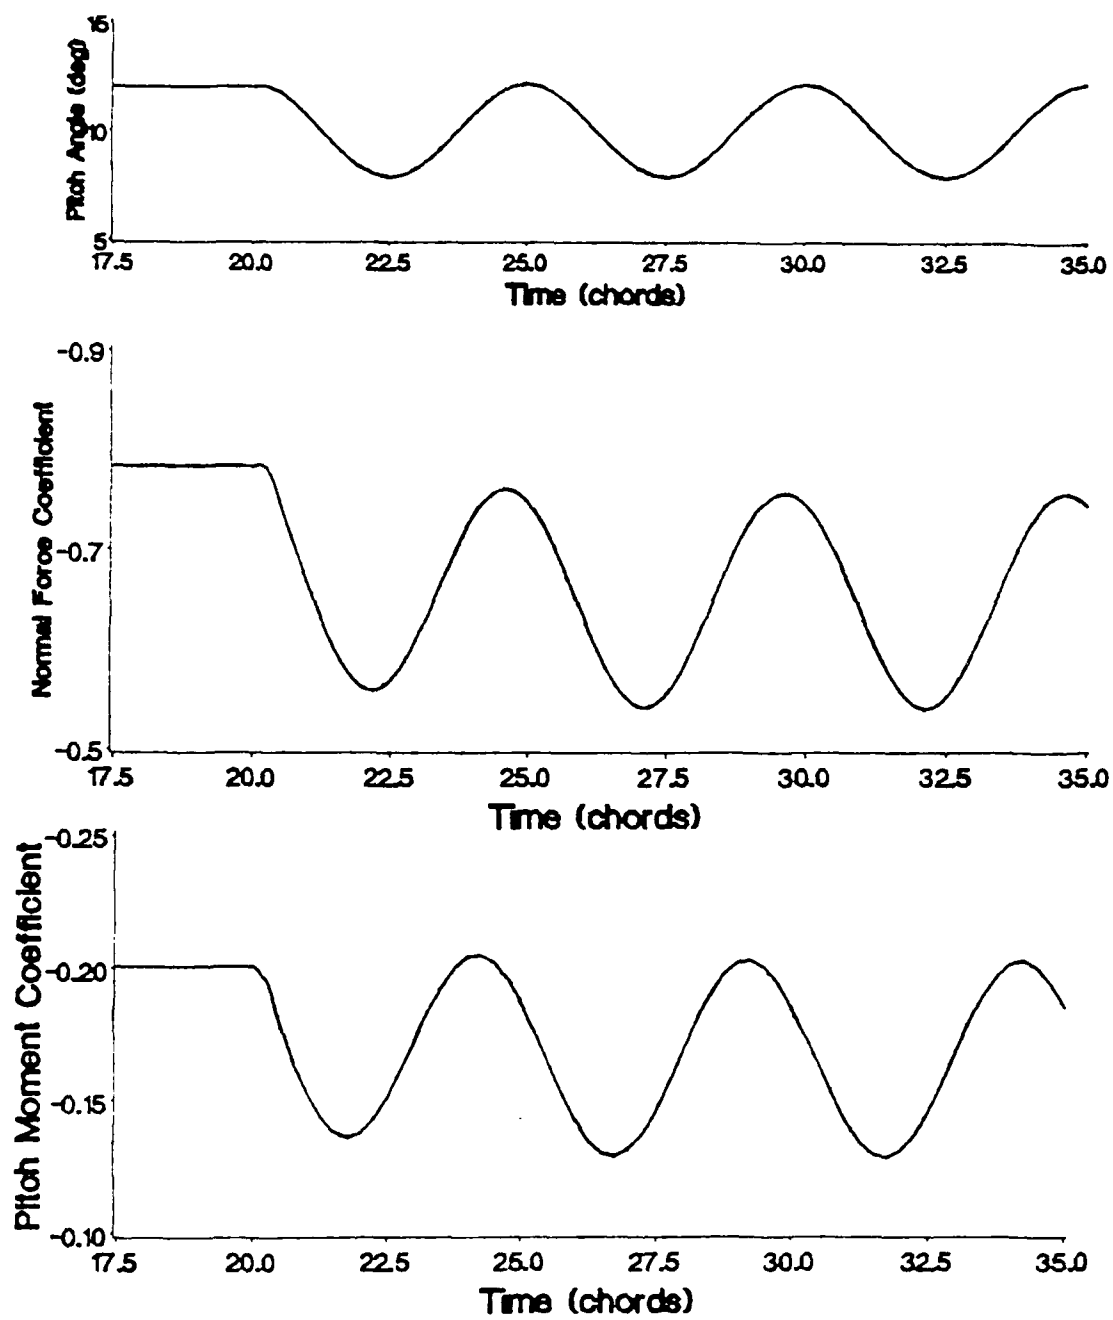 15
10
5
Pitch Angle (deg)
17.5 20.0 22.5 25.0 27.5 30.0 32.5 35.0
Time (chords)
-0.9
-0.7
-0.5
Normal Force Coefficient
17.5 20.0 22.5 25.0 27.5 30.0 32.5 35.0
Time (chords)
-0.25
-0.20
-0.15
-0.10
Pitch Moment Coefficient
17.5 20.0 22.5 25.0 27.5 30.0 32.5 35.0
Time (chords)